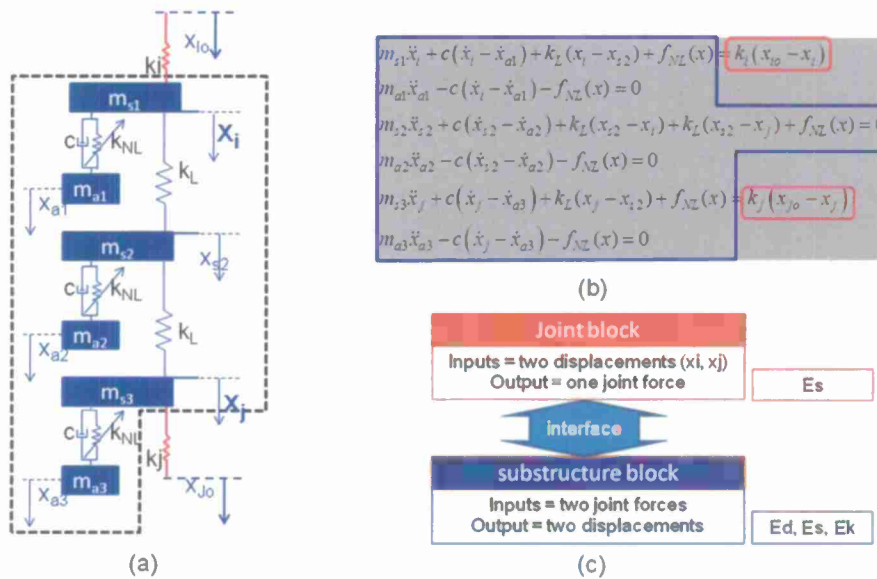 x_io
kj
m_s1
X_i
c
k_NL
k_L
m_a1
x_a1
m_s2
x_s2
c
k_NL
k_L
m_a2
x_a2
m_s3
X_j
c
k_NL
kj
m_a3
x_a3
x_Jo
(a)
m_s1ẍ_i + c(ẋ_i − ẋ_a1) + k_L(x_i − x_s2) + f_NL(x) = k_i(x_io − x_i)
m_a1ẍ_a1 − c(ẋ_i − ẋ_a1) − f_NL(x) = 0
m_s2ẍ_s2 + c(ẋ_s2 − ẋ_a2) + k_L(x_s2 − x_i) + k_L(x_s2 − x_j) + f_NL(x) = 0
m_a2ẍ_a2 − c(ẋ_s2 − ẋ_a2) − f_NL(x) = 0
m_s3ẍ_j + c(ẋ_j − ẋ_a3) + k_L(x_j − x_s2) + f_NL(x) = k_j(x_jo − x_j)
m_a3ẍ_a3 − c(ẋ_j − ẋ_a3) − f_NL(x) = 0
(b)
Joint block
Inputs = two displacements (xi, xj)
Output = one joint force
Es
interface
substructure block
Inputs = two joint forces
Output = two displacements
Ed, Es, Ek
(c)